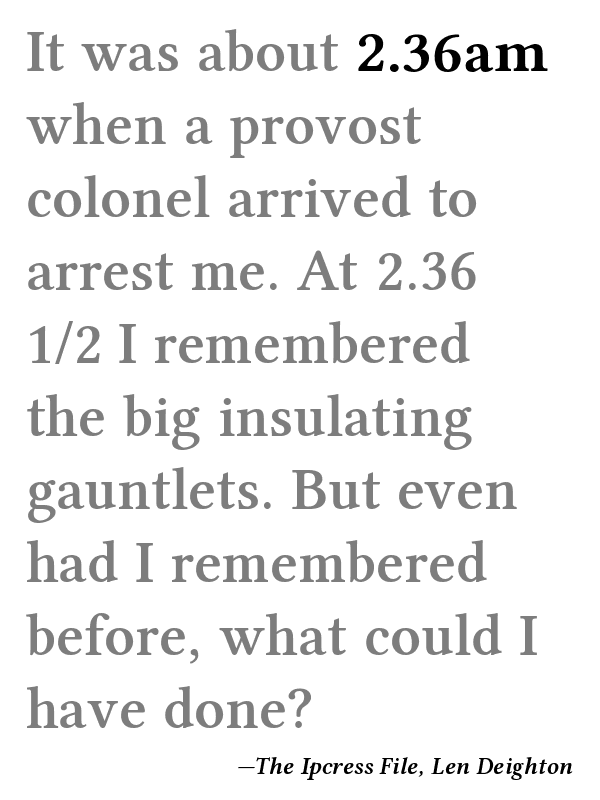 It was about 2.36am
when a provost
colonel arrived to
arrest me. At 2.36
1/2 I remembered
the big insulating
gauntlets. But even
had I remembered
before, what could I
have done?
—The Ipcress File, Len Deighton